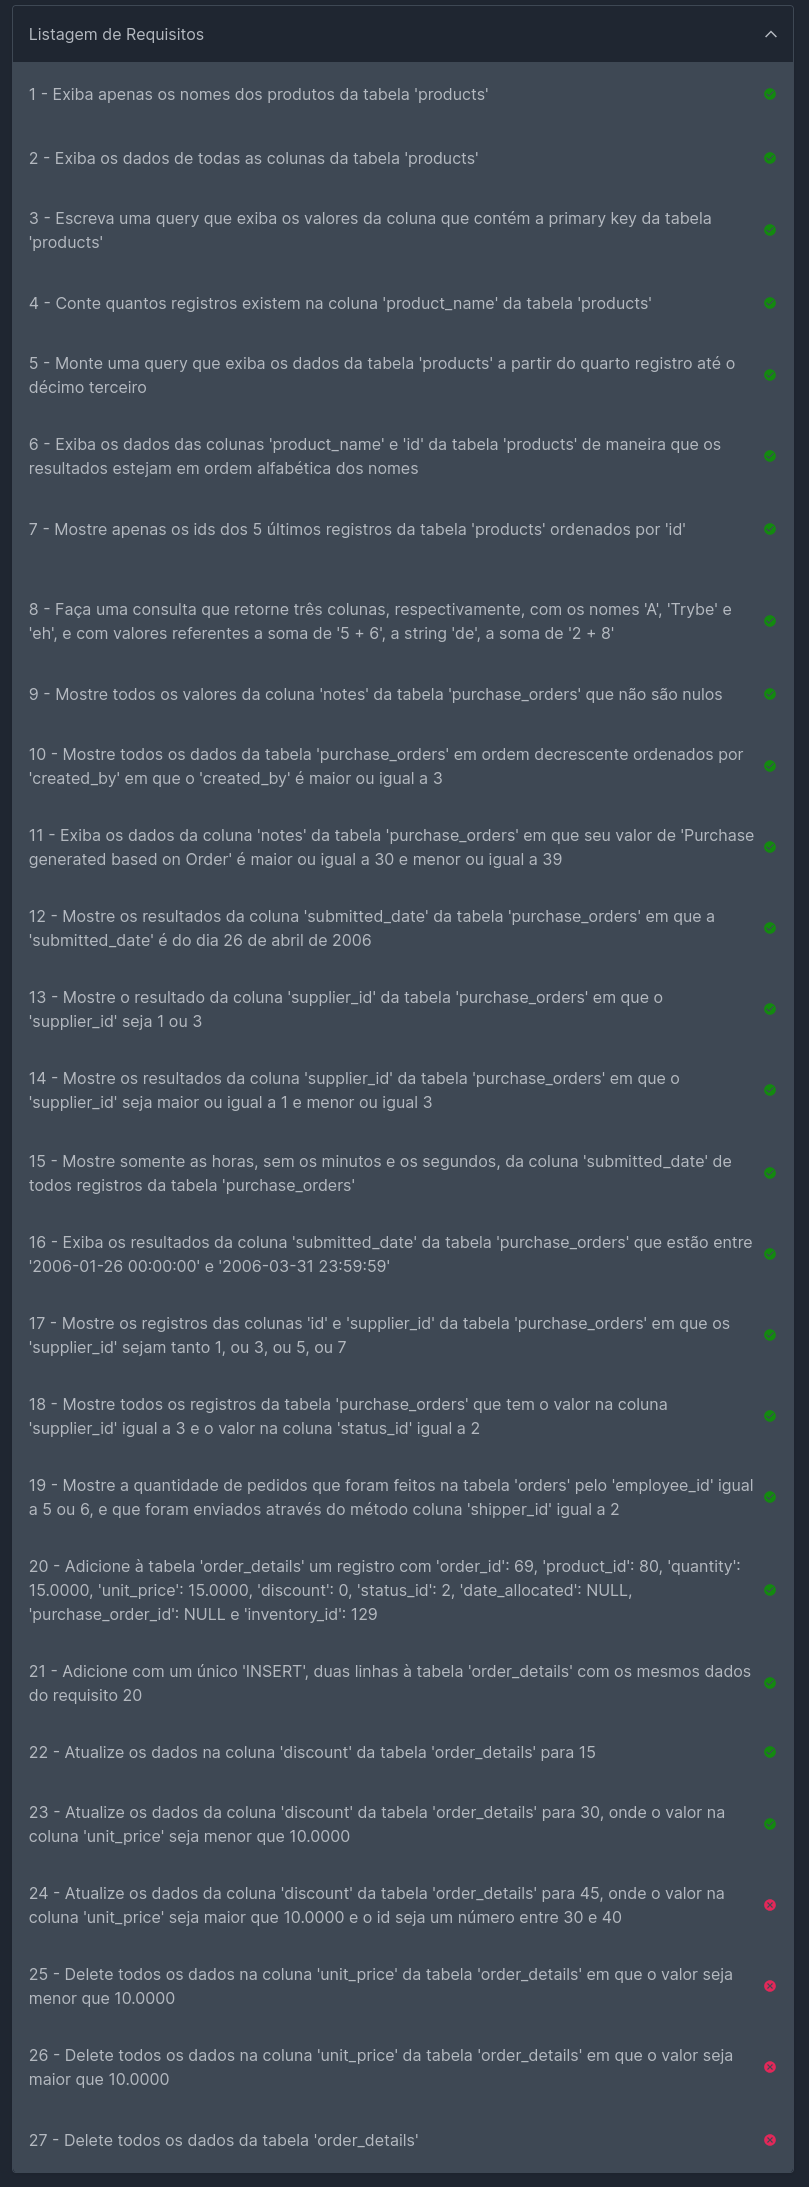 Listagem de Requisitos
1 - Exiba apenas os nomes dos produtos da tabela 'products'
2 - Exiba os dados de todas as colunas da tabela 'products'
3 - Escreva uma query que exiba os valores da coluna que contém a primary key da tabela
'products'
4 - Conte quantos registros existem na coluna 'product_name' da tabela 'products'
5 - Monte uma query que exiba os dados da tabela 'products' a partir do quarto registro até o
décimo terceiro
6 - Exiba os dados das colunas 'product_name' e 'id' da tabela 'products' de maneira que os
resultados estejam em ordem alfabética dos nomes
7 - Mostre apenas os ids dos 5 últimos registros da tabela 'products' ordenados por 'id'
8 - Faça uma consulta que retorne três colunas, respectivamente, com os nomes 'A', 'Trybe' e
'eh', e com valores referentes a soma de '5 + 6', a string 'de', a soma de '2 + 8'
9 - Mostre todos os valores da coluna 'notes' da tabela 'purchase_orders' que não são nulos
10 - Mostre todos os dados da tabela 'purchase_orders' em ordem decrescente ordenados por
'created_by' em que o 'created_by' é maior ou igual a 3
11 - Exiba os dados da coluna 'notes' da tabela 'purchase_orders' em que seu valor de 'Purchase
generated based on Order' é maior ou igual a 30 e menor ou igual a 39
12 - Mostre os resultados da coluna 'submitted_date' da tabela 'purchase_orders' em que a
'submitted_date' é do dia 26 de abril de 2006
13 - Mostre o resultado da coluna 'supplier_id' da tabela 'purchase_orders' em que o
'supplier_id' seja 1 ou 3
14 - Mostre os resultados da coluna 'supplier_id' da tabela 'purchase_orders' em que o
'supplier_id' seja maior ou igual a 1 e menor ou igual 3
15 - Mostre somente as horas, sem os minutos e os segundos, da coluna 'submitted_date' de
todos registros da tabela 'purchase_orders'
16 - Exiba os resultados da coluna 'submitted_date' da tabela 'purchase_orders' que estão entre
'2006-01-26 00:00:00' e '2006-03-31 23:59:59'
17 - Mostre os registros das colunas 'id' e 'supplier_id' da tabela 'purchase_orders' em que os
'supplier_id' sejam tanto 1, ou 3, ou 5, ou 7
18 - Mostre todos os registros da tabela 'purchase_orders' que tem o valor na coluna
'supplier_id' igual a 3 e o valor na coluna 'status_id' igual a 2
19 - Mostre a quantidade de pedidos que foram feitos na tabela 'orders' pelo 'employee_id' igual
a 5 ou 6, e que foram enviados através do método coluna 'shipper_id' igual a 2
20 - Adicione à tabela 'order_details' um registro com 'order_id': 69, 'product_id': 80, 'quantity':
15.0000, 'unit_price': 15.0000, 'discount': 0, 'status_id': 2, 'date_allocated': NULL,
'purchase_order_id': NULL e 'inventory_id': 129
21 - Adicione com um único 'INSERT', duas linhas à tabela 'order_details' com os mesmos dados
do requisito 20
22 - Atualize os dados na coluna 'discount' da tabela 'order_details' para 15
23 - Atualize os dados da coluna 'discount' da tabela 'order_details' para 30, onde o valor na
coluna 'unit_price' seja menor que 10.0000
24 - Atualize os dados da coluna 'discount' da tabela 'order_details' para 45, onde o valor na
coluna 'unit_price' seja maior que 10.0000 e o id seja um número entre 30 e 40
25 - Delete todos os dados na coluna 'unit_price' da tabela 'order_details' em que o valor seja
menor que 10.0000
26 - Delete todos os dados na coluna 'unit_price' da tabela 'order_details' em que o valor seja
maior que 10.0000
27 - Delete todos os dados da tabela 'order_details'